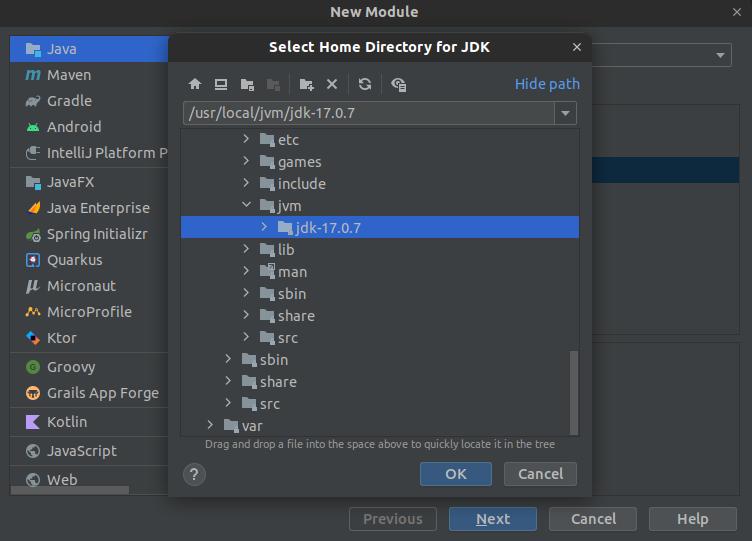 New Module
Java
Maven
Gradle
Android
IntelliJ Platform P
JavaFX
Java Enterprise
Spring Initializr
Quarkus
Micronaut
MicroProfile
Ktor
Groovy
Grails App Forge
Kotlin
JavaScript
Web
Select Home Directory for JDK
Hide path
/usr/local/jvm/jdk-17.0.7
etc
games
include
jvm
jdk-17.0.7
lib
man
sbin
share
src
sbin
share
src
var
Drag and drop a file into the space above to quickly locate it in the tree
?
OK
Cancel
Previous
Next
Cancel
Help